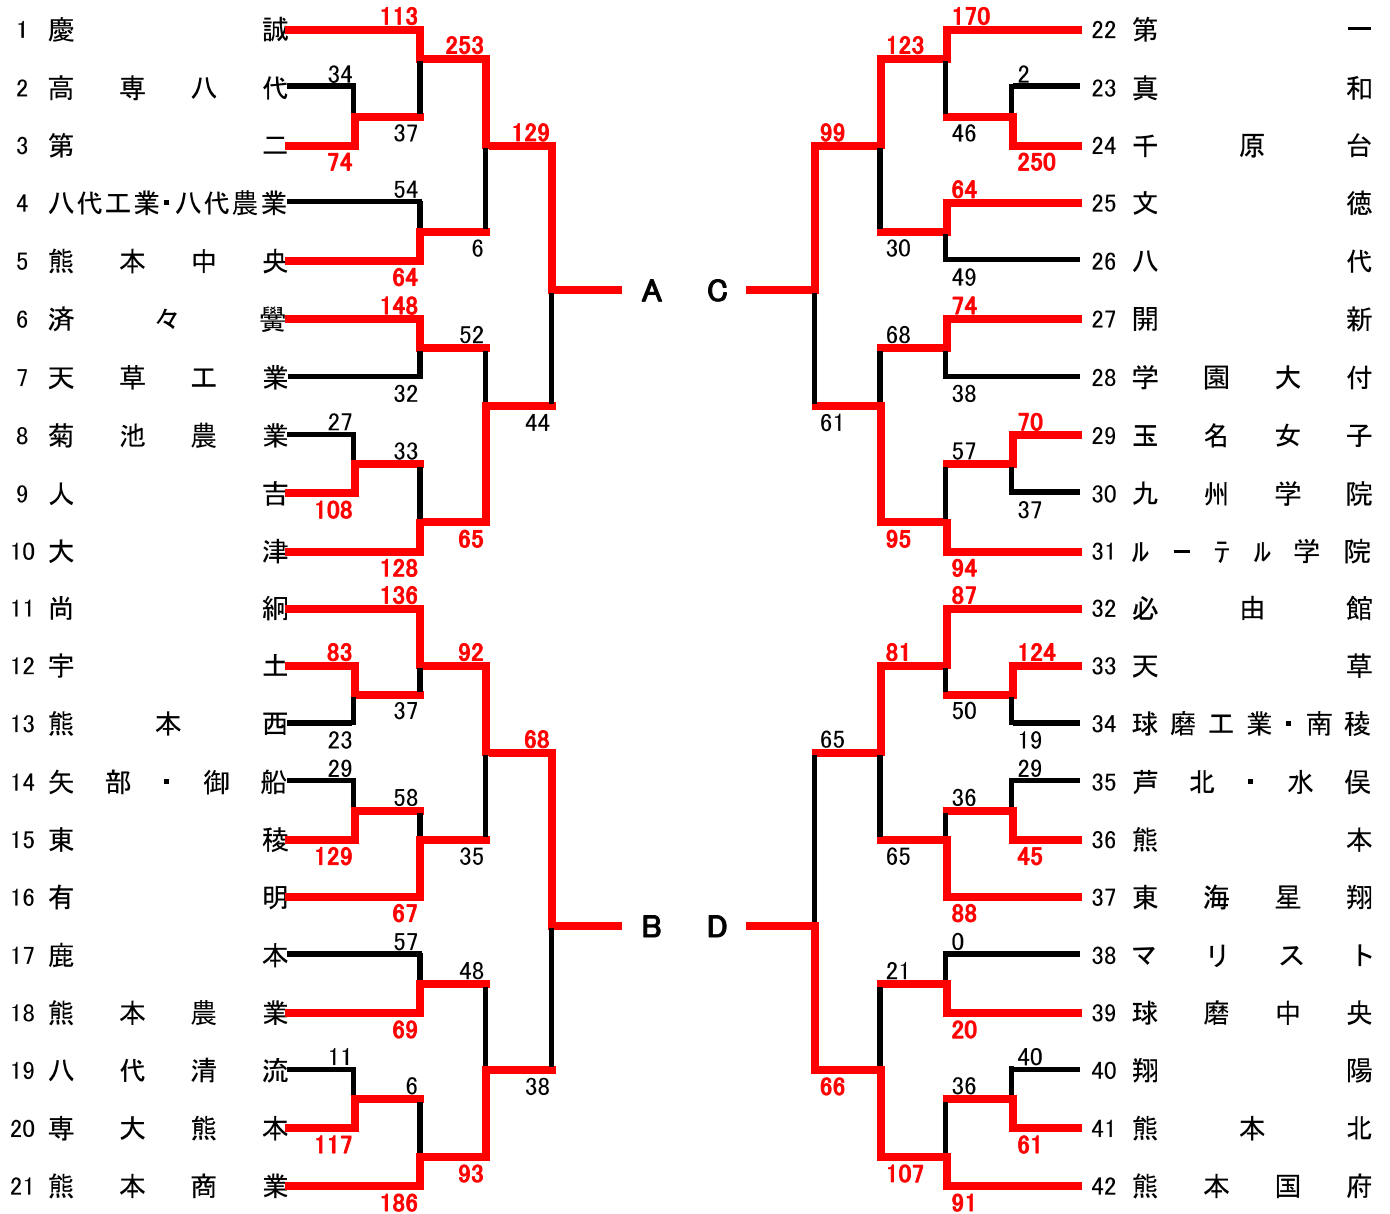 113 170
1 慶誠 253 123 22 第一
2 高専八代 34 2 23 真和
3 第二 74 37 129 99 46 250 24 千原台
4 八代工業・八代農業 54 64 25 文徳
6 30
5 熊本中央 64 49 26 八代
A C
6 済々黌 148 74 27 開新
52 68
7 天草工業 32 38 28 学園大付
8 菊池農業 27 44 61 70 29 玉名女子
33 57
9 人吉 108 37 30 九州学院
10 大津 128 65 95 94 31 ルーテル学院
11 尚絅 136 87 32 必由館
12 宇土 83 92 81 124 33 天草
13 熊本西 23 37 68 65 50 19 34 球磨工業・南稜
14 矢部・御船 29 29 35 芦北・水俣
58 36
15 東稜 129 35 65 45 36 熊本
16 有明 67 88 37 東海星翔
B D
17 鹿本 57 0 38 マリスト
48 21
18 熊本農業 69 20 39 球磨中央
19 八代清流 11 40 40 翔陽
6 38 66 36
20 専大熊本 117 61 41 熊本北
21 熊本商業 186 93 107 91 42 熊本国府